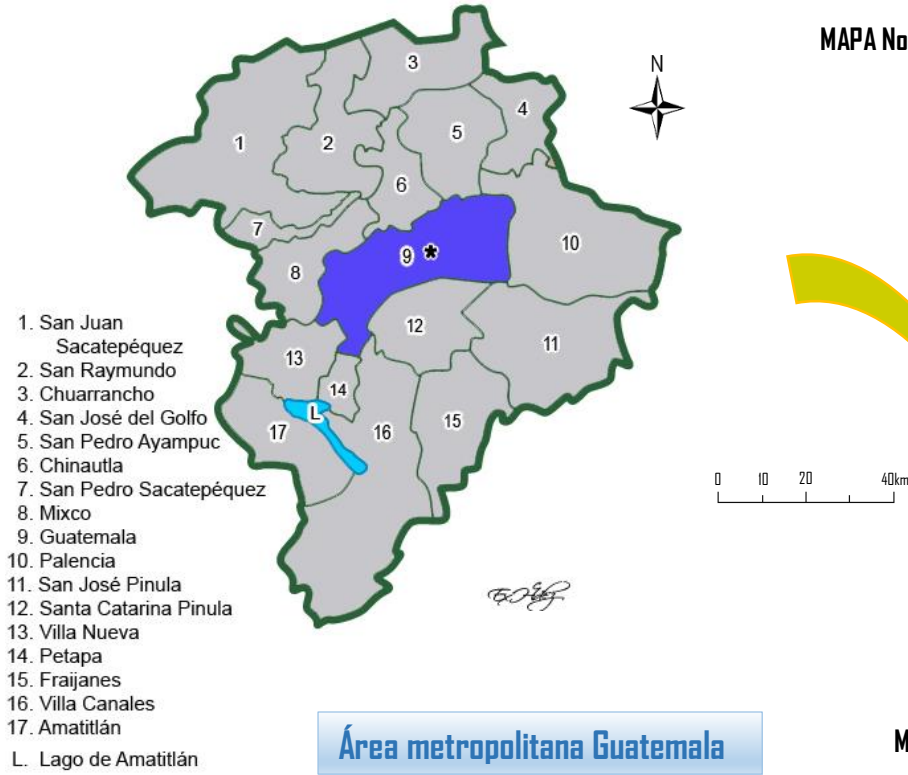 MAPA No
N
3
4
1
2
5
6
7
10
9 *
8
12
11
13
14
L
17
16
15
1. San Juan
Sacatepéquez
2. San Raymundo
3. Chuarrancho
4. San José del Golfo
5. San Pedro Ayampuc
6. Chinautla
7. San Pedro Sacatepéquez
8. Mixco
9. Guatemala
10. Palencia
11. San José Pinula
12. Santa Catarina Pinula
13. Villa Nueva
14. Petapa
15. Fraijanes
16. Villa Canales
17. Amatitlán
L. Lago de Amatitlán
0 10 20 40km
Área metropolitana Guatemala
M